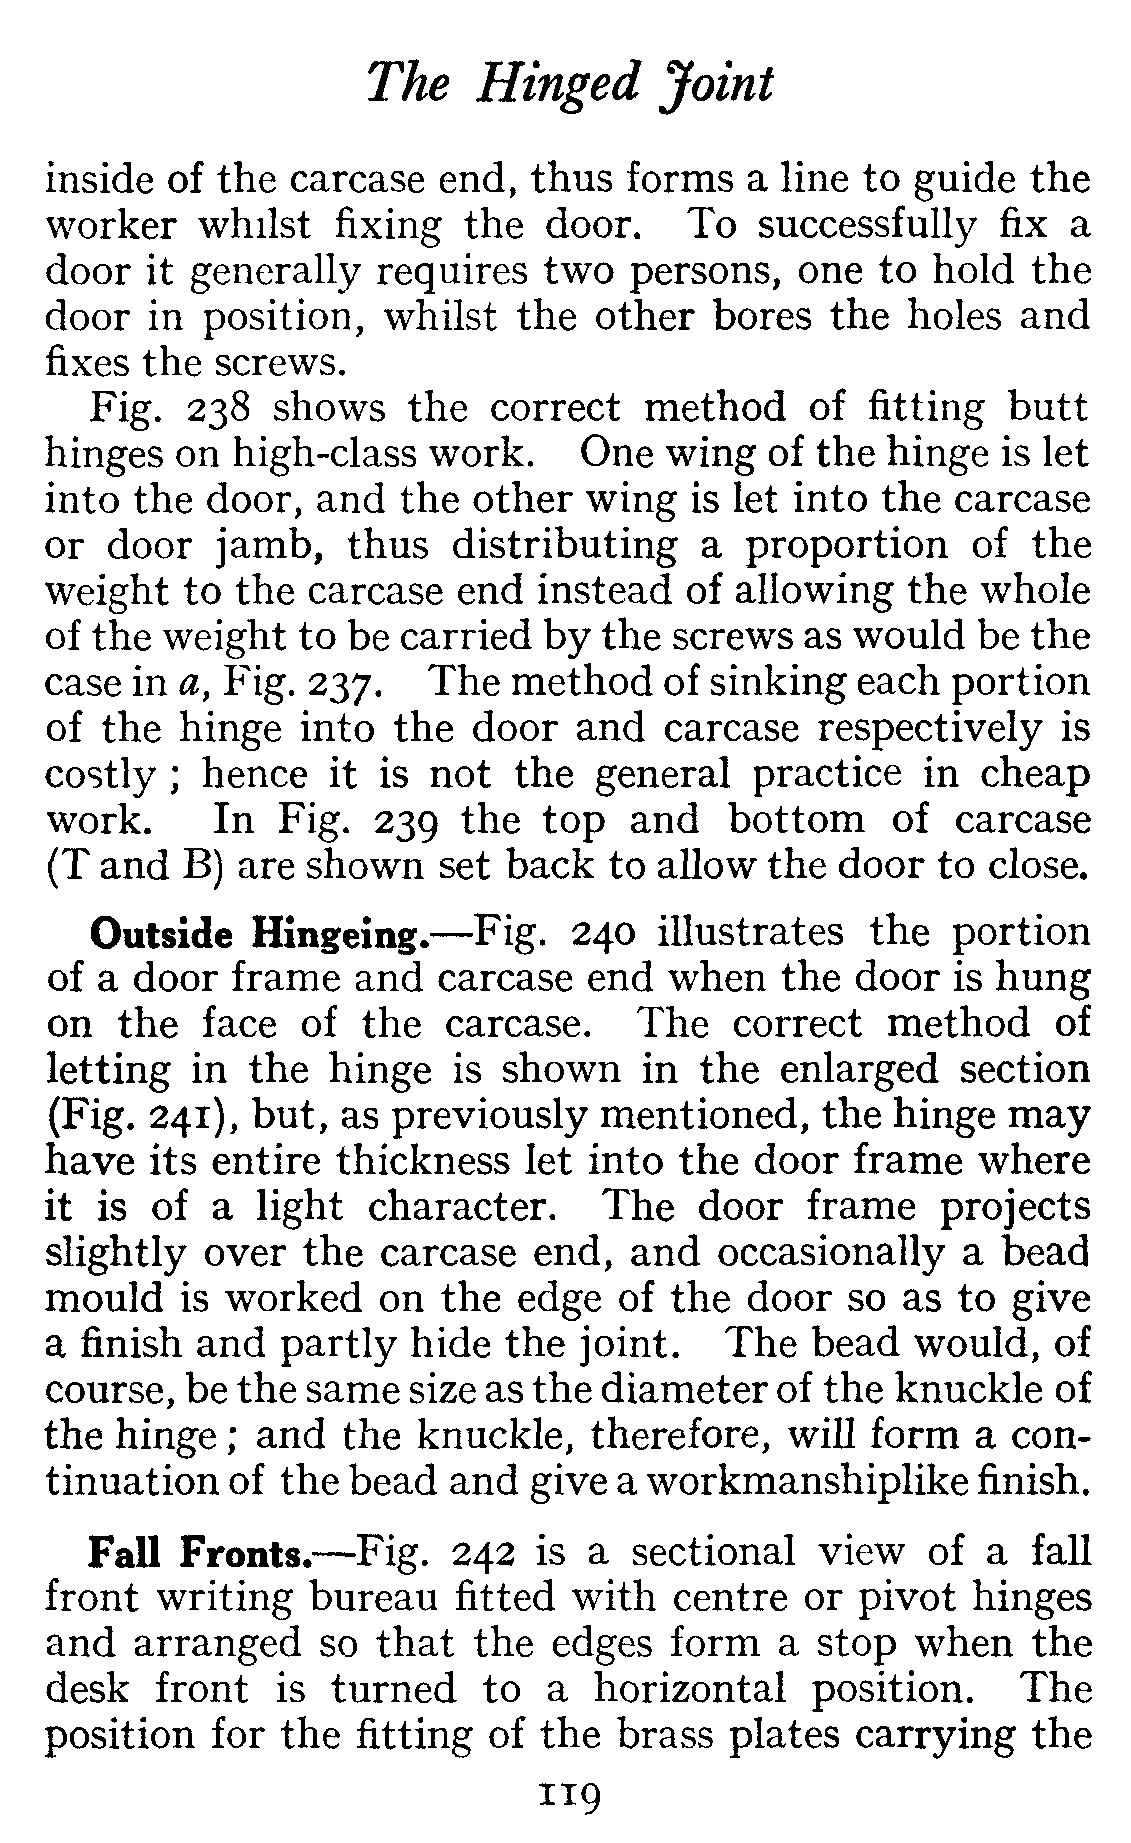 The Hinged Joint
inside of the carcase end, thus forms a line to guide the
worker whilst fixing the door. To successfully fix a
door it generally requires two persons, one to hold the
door in position, whilst the other bores the holes and
fixes the screws.
Fig. 238 shows the correct method of fitting butt
hinges on high-class work. One wing of the hinge is let
into the door, and the other wing is let into the carcase
or door jamb, thus distributing a proportion of the
weight to the carcase end instead of allowing the whole
of the weight to be carried by the screws as would be the
case in a, Fig. 237. The method of sinking each portion
of the hinge into the door and carcase respectively is
costly ; hence it is not the general practice in cheap
work. In Fig. 239 the top and bottom of carcase
(T and B) are shown set back to allow the door to close.
Outside Hingeing.—Fig. 240 illustrates the portion
of a door frame and carcase end when the door is hung
on the face of the carcase. The correct method of
letting in the hinge is shown in the enlarged section
(Fig. 241), but, as previously mentioned, the hinge may
have its entire thickness let into the door frame where
it is of a light character. The door frame projects
slightly over the carcase end, and occasionally a bead
mould is worked on the edge of the door so as to give
a finish and partly hide the joint. The bead would, of
course, be the same size as the diameter of the knuckle of
the hinge ; and the knuckle, therefore, will form a con-
tinuation of the bead and give a workmanshiplike finish.
Fall Fronts.—Fig. 242 is a sectional view of a fall
front writing bureau fitted with centre or pivot hinges
and arranged so that the edges form a stop when the
desk front is turned to a horizontal position. The
position for the fitting of the brass plates carrying the
119